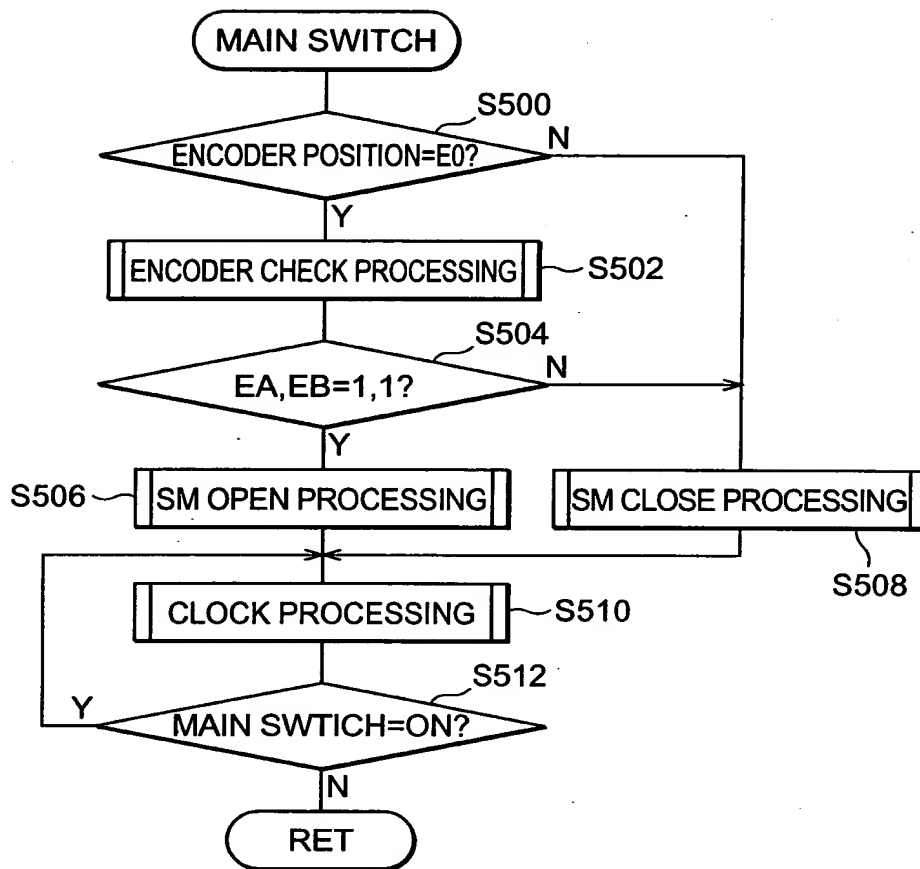 MAIN SWITCH
S500
ENCODER POSITION=E0?
N
Y
ENCODER CHECK PROCESSING
S502
S504
EA,EB=1,1?
N
Y
S506
SM OPEN PROCESSING
SM CLOSE PROCESSING
S508
CLOCK PROCESSING
S510
S512
Y
MAIN SWTICH=ON?
N
RET